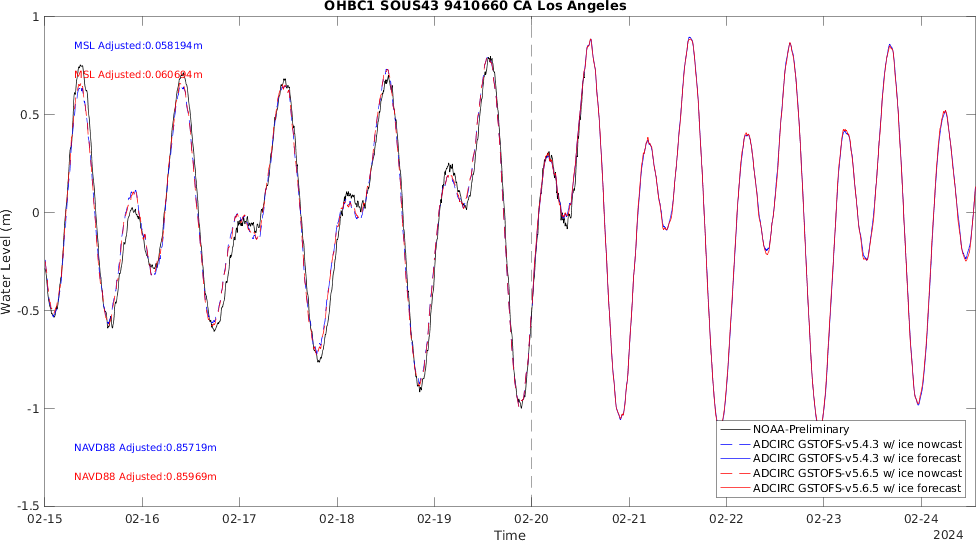 OHBC1 SOUS43 9410660 CA Los Angeles
1
MSL Adjusted:0.058194m
MSL Adjusted:0.060694m
0.5
0
Water Level (m)
-0.5
-1
NAVD88 Adjusted:0.85719m
NAVD88 Adjusted:0.85969m
-1.5
NOAA-Preliminary
ADCIRC GSTOFS-v5.4.3 w/ ice nowcast
ADCIRC GSTOFS-v5.4.3 w/ ice forecast
ADCIRC GSTOFS-v5.6.5 w/ ice nowcast
ADCIRC GSTOFS-v5.6.5 w/ ice forecast
02-15 02-16 02-17 02-18 02-19 02-20 02-21 02-22 02-23 02-24
Time
2024